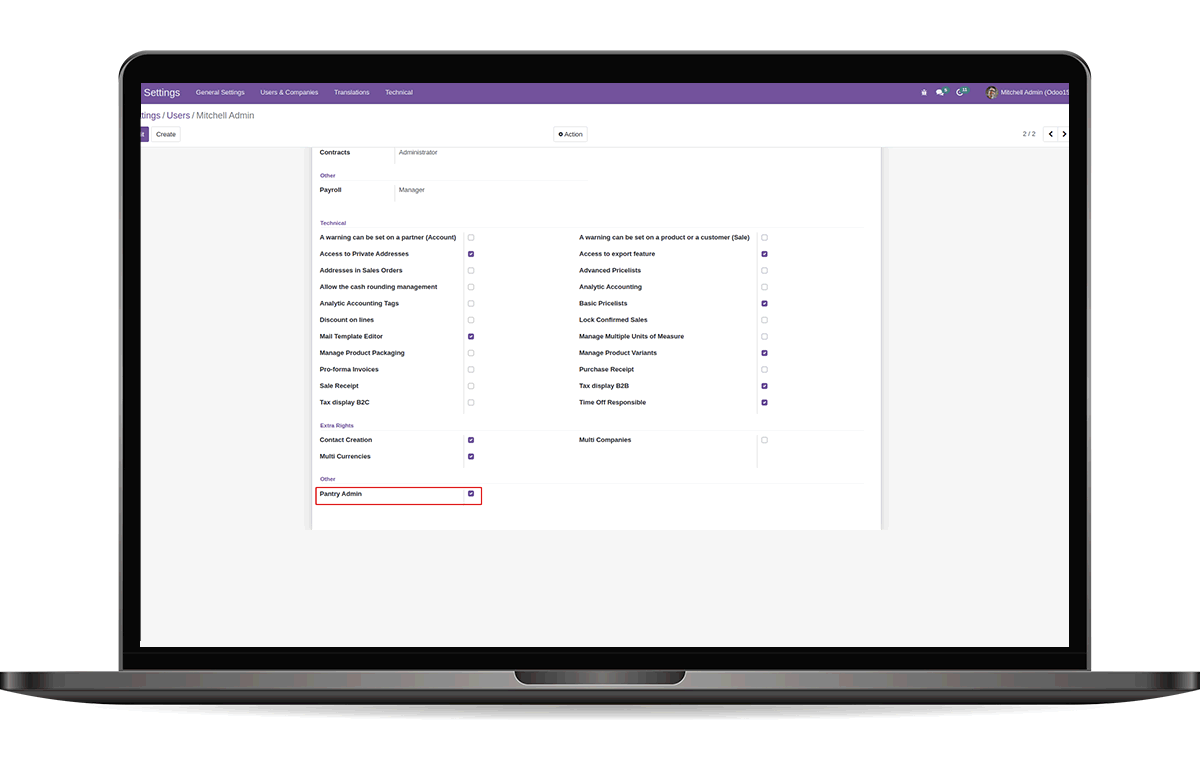 Settings General Settings Users & Companies Translations Technical 5 11 Mitchell Admin (Odoo15
tings / Users / Mitchell Admin
it Create Action 2 / 2
Contracts Administrator
Other
Payroll Manager
Technical
A warning can be set on a partner (Account) A warning can be set on a product or a customer (Sale)
Access to Private Addresses Access to export feature
Addresses in Sales Orders Advanced Pricelists
Allow the cash rounding management Analytic Accounting
Analytic Accounting Tags Basic Pricelists
Discount on lines Lock Confirmed Sales
Mail Template Editor Manage Multiple Units of Measure
Manage Product Packaging Manage Product Variants
Pro-forma Invoices Purchase Receipt
Sale Receipt Tax display B2B
Tax display B2C Time Off Responsible
Extra Rights
Contact Creation Multi Companies
Multi Currencies
Other
Pantry Admin